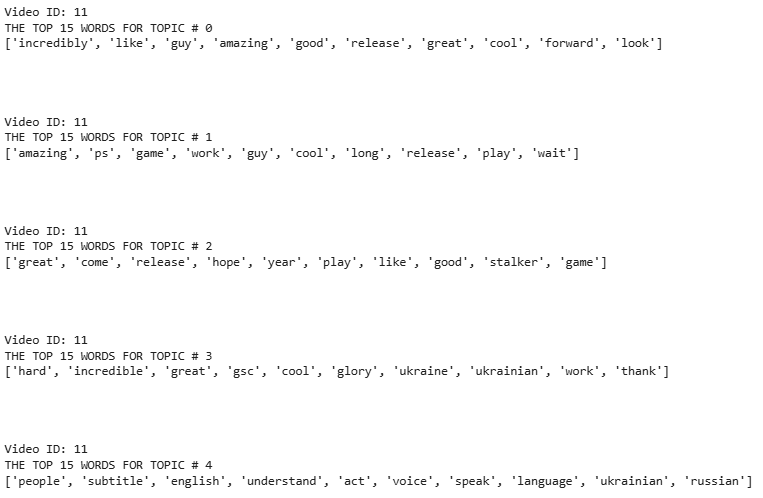 Video ID: 11
THE TOP 15 WORDS FOR TOPIC # 0
['incredibly', 'like', 'guy', 'amazing', 'good', 'release', 'great', 'cool', 'forward', 'look']
Video ID: 11
THE TOP 15 WORDS FOR TOPIC # 1
['amazing', 'ps', 'game', 'work', 'guy', 'cool', 'long', 'release', 'play', 'wait']
Video ID: 11
THE TOP 15 WORDS FOR TOPIC # 2
['great', 'come', 'release', 'hope', 'year', 'play', 'like', 'good', 'stalker', 'game']
Video ID: 11
THE TOP 15 WORDS FOR TOPIC # 3
['hard', 'incredible', 'great', 'gsc', 'cool', 'glory', 'ukraine', 'ukrainian', 'work', 'thank']
Video ID: 11
THE TOP 15 WORDS FOR TOPIC # 4
['people', 'subtitle', 'english', 'understand', 'act', 'voice', 'speak', 'language', 'ukrainian', 'russian']